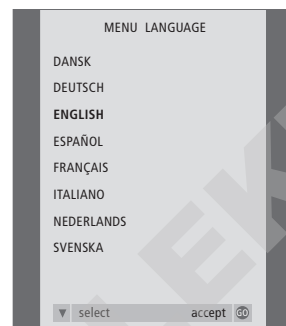 MENU LANGUAGE
DANSK
DEUTSCH
ENGLISH
ESPAÑOL
FRANÇAIS
ITALIANO
NEDERLANDS
SVENSKA
▼ select accept GO